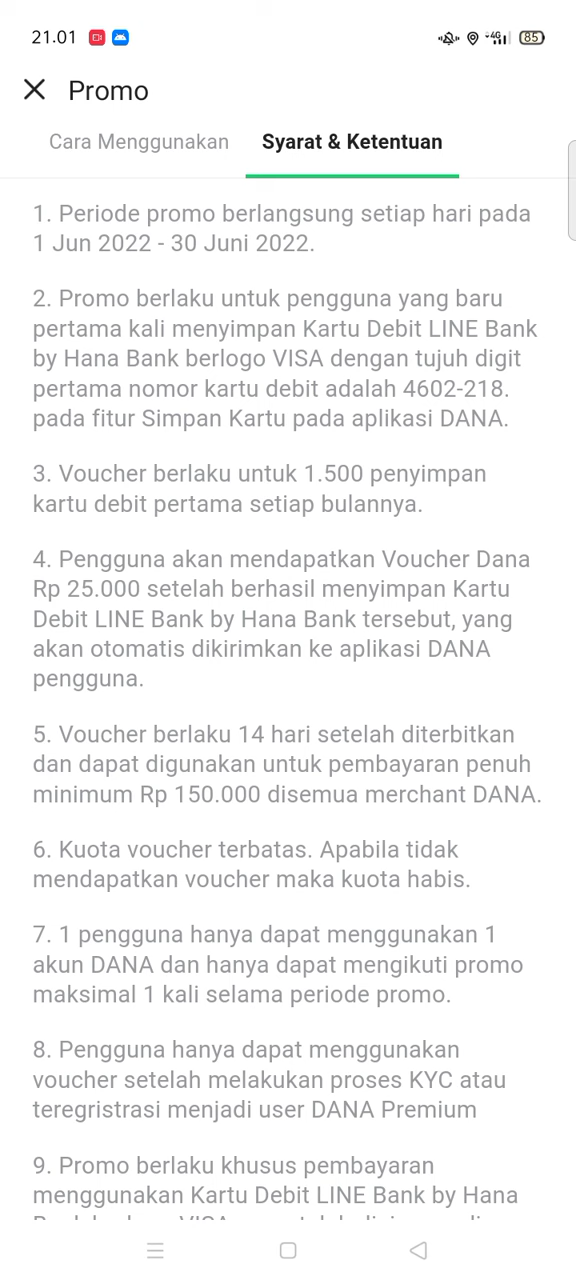 21.01
4G
85
Promo
Cara Menggunakan
Syarat & Ketentuan
1. Periode promo berlangsung setiap hari pada
1 Jun 2022 - 30 Juni 2022.
2. Promo berlaku untuk pengguna yang baru
pertama kali menyimpan Kartu Debit LINE Bank
by Hana Bank berlogo VISA dengan tujuh digit
pertama nomor kartu debit adalah 4602-218.
pada fitur Simpan Kartu pada aplikasi DANA.
3. Voucher berlaku untuk 1.500 penyimpan
kartu debit pertama setiap bulannya.
4. Pengguna akan mendapatkan Voucher Dana
Rp 25.000 setelah berhasil menyimpan Kartu
Debit LINE Bank by Hana Bank tersebut, yang
akan otomatis dikirimkan ke aplikasi DANA
pengguna.
5. Voucher berlaku 14 hari setelah diterbitkan
dan dapat digunakan untuk pembayaran penuh
minimum Rp 150.000 disemua merchant DANA.
6. Kuota voucher terbatas. Apabila tidak
mendapatkan voucher maka kuota habis.
7. 1 pengguna hanya dapat menggunakan 1
akun DANA dan hanya dapat mengikuti promo
maksimal 1 kali selama periode promo.
8. Pengguna hanya dapat menggunakan
voucher setelah melakukan proses KYC atau
teregristrasi menjadi user DANA Premium
9. Promo berlaku khusus pembayaran
menggunakan Kartu Debit LINE Bank by Hana